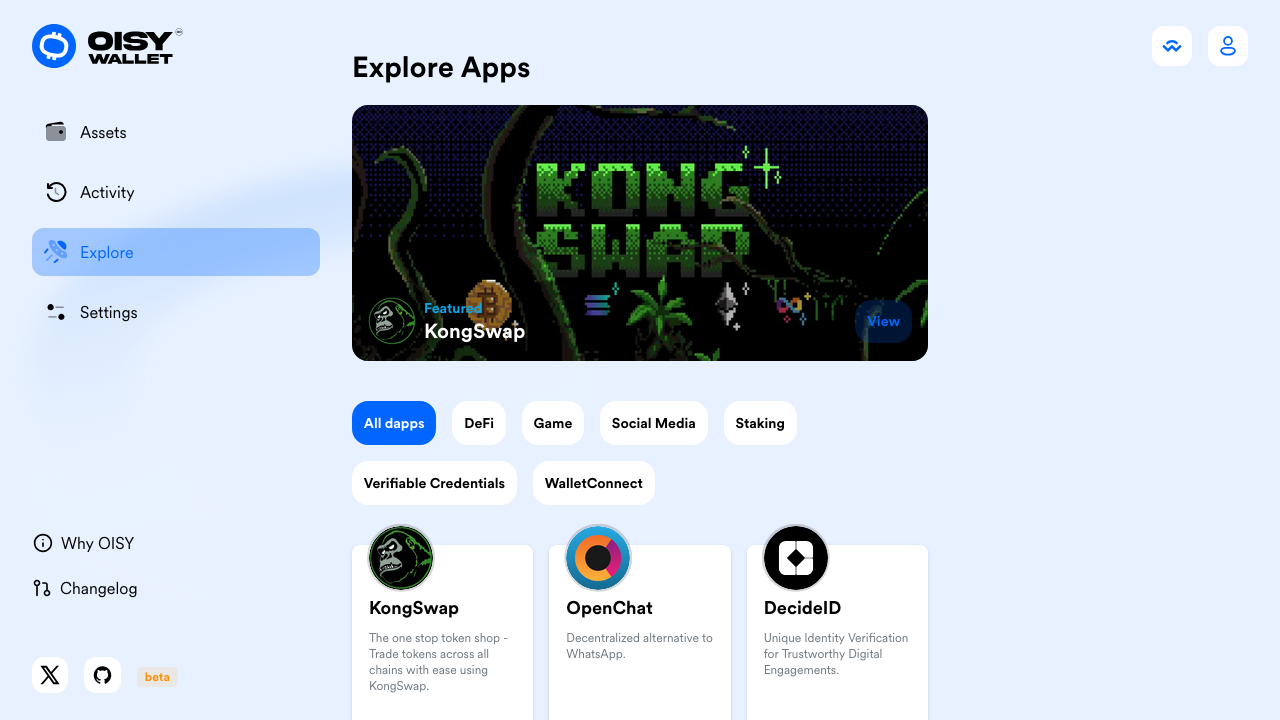 OISY
WALLET
Explore Apps
Assets
Activity
Explore
Settings
KONG
SWAP
Featured
KongSwap
View
All dapps
DeFi
Game
Social Media
Staking
Verifiable Credentials
WalletConnect
Why OISY
Changelog
KongSwap
The one stop token shop -
Trade tokens across all
chains with ease using
KongSwap.
OpenChat
Decentralized alternative to
WhatsApp.
DecideID
Unique Identity Verification
for Trustworthy Digital
Engagements.
beta